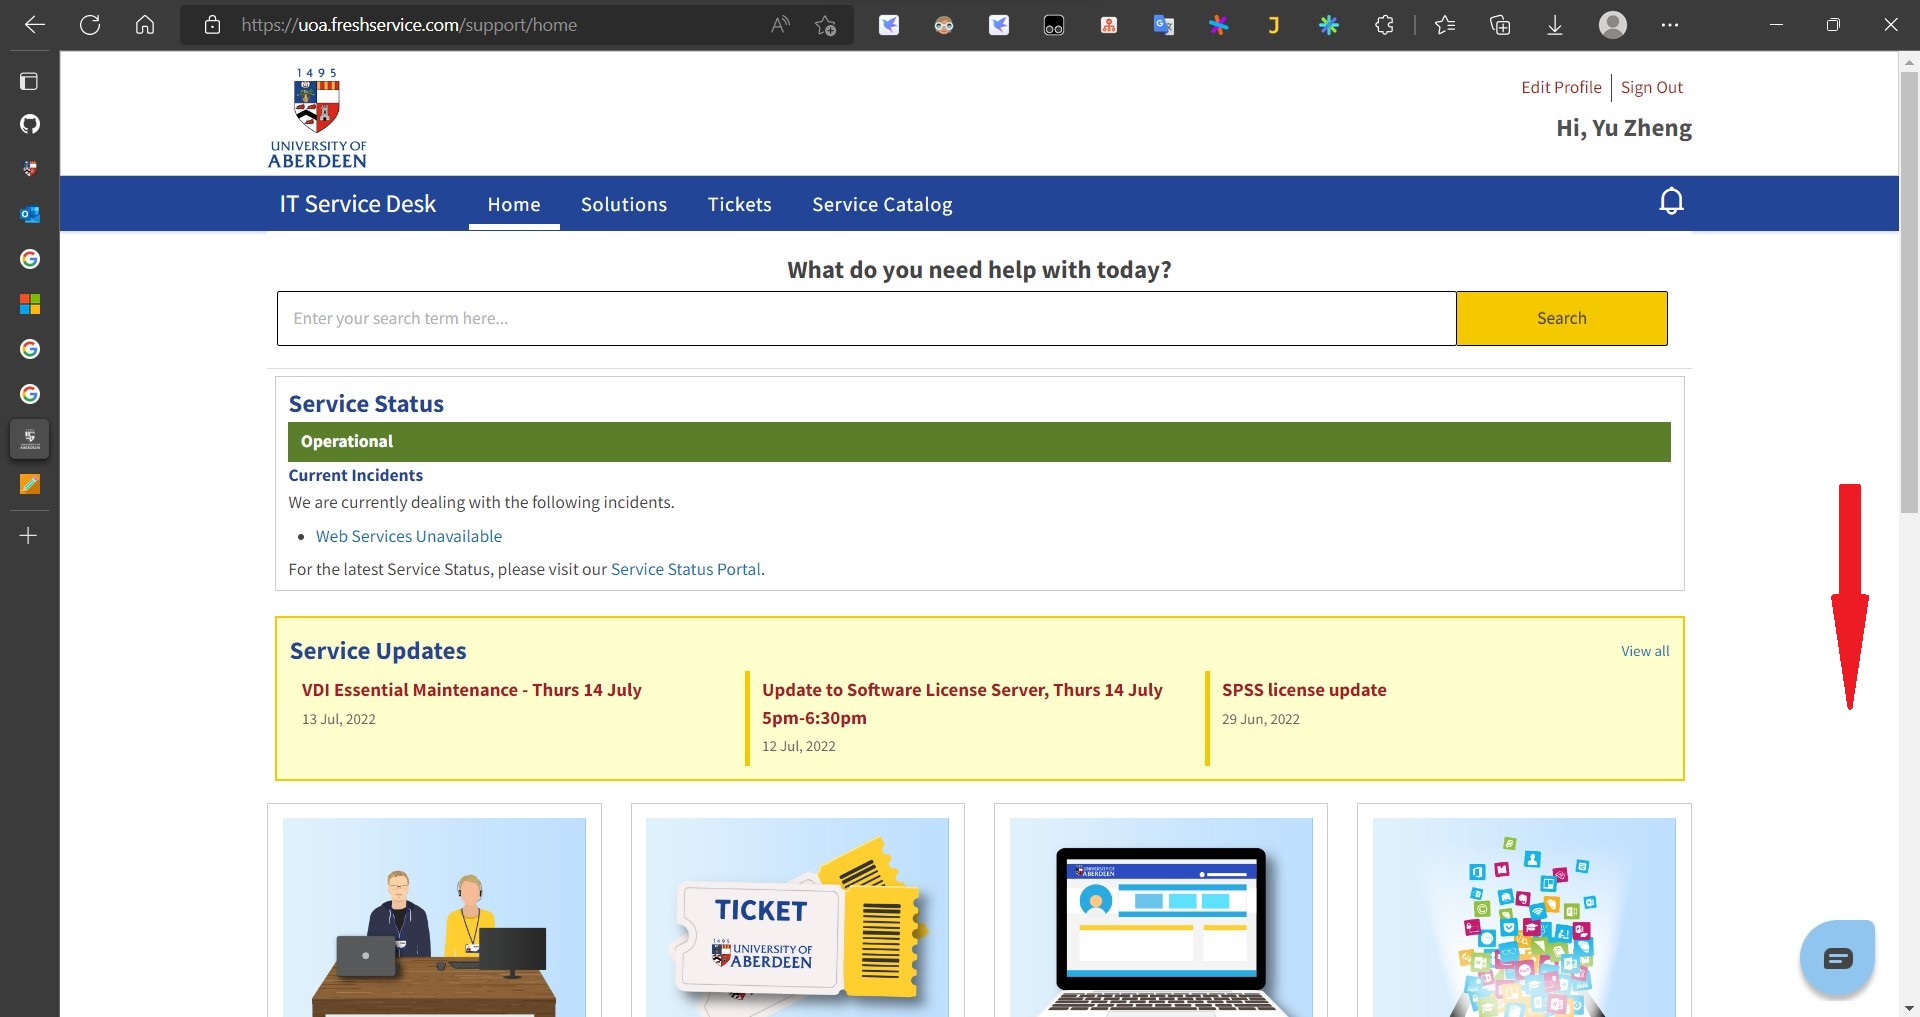 https://uoa.freshservice.com/support/home
1495
UNIVERSITY OF
ABERDEEN
Edit Profile
Sign Out
Hi, Yu Zheng
IT Service Desk
Home
Solutions
Tickets
Service Catalog
What do you need help with today?
Enter your search term here...
Search
Service Status
Operational
Current Incidents
We are currently dealing with the following incidents.
Web Services Unavailable
For the latest Service Status, please visit our Service Status Portal.
Service Updates
View all
VDI Essential Maintenance - Thurs 14 July
13 Jul, 2022
Update to Software License Server, Thurs 14 July
5pm-6:30pm
12 Jul, 2022
SPSS license update
29 Jun, 2022
TICKET
1495
UNIVERSITY OF
ABERDEEN
UNIVERSITY OF
ABERDEEN